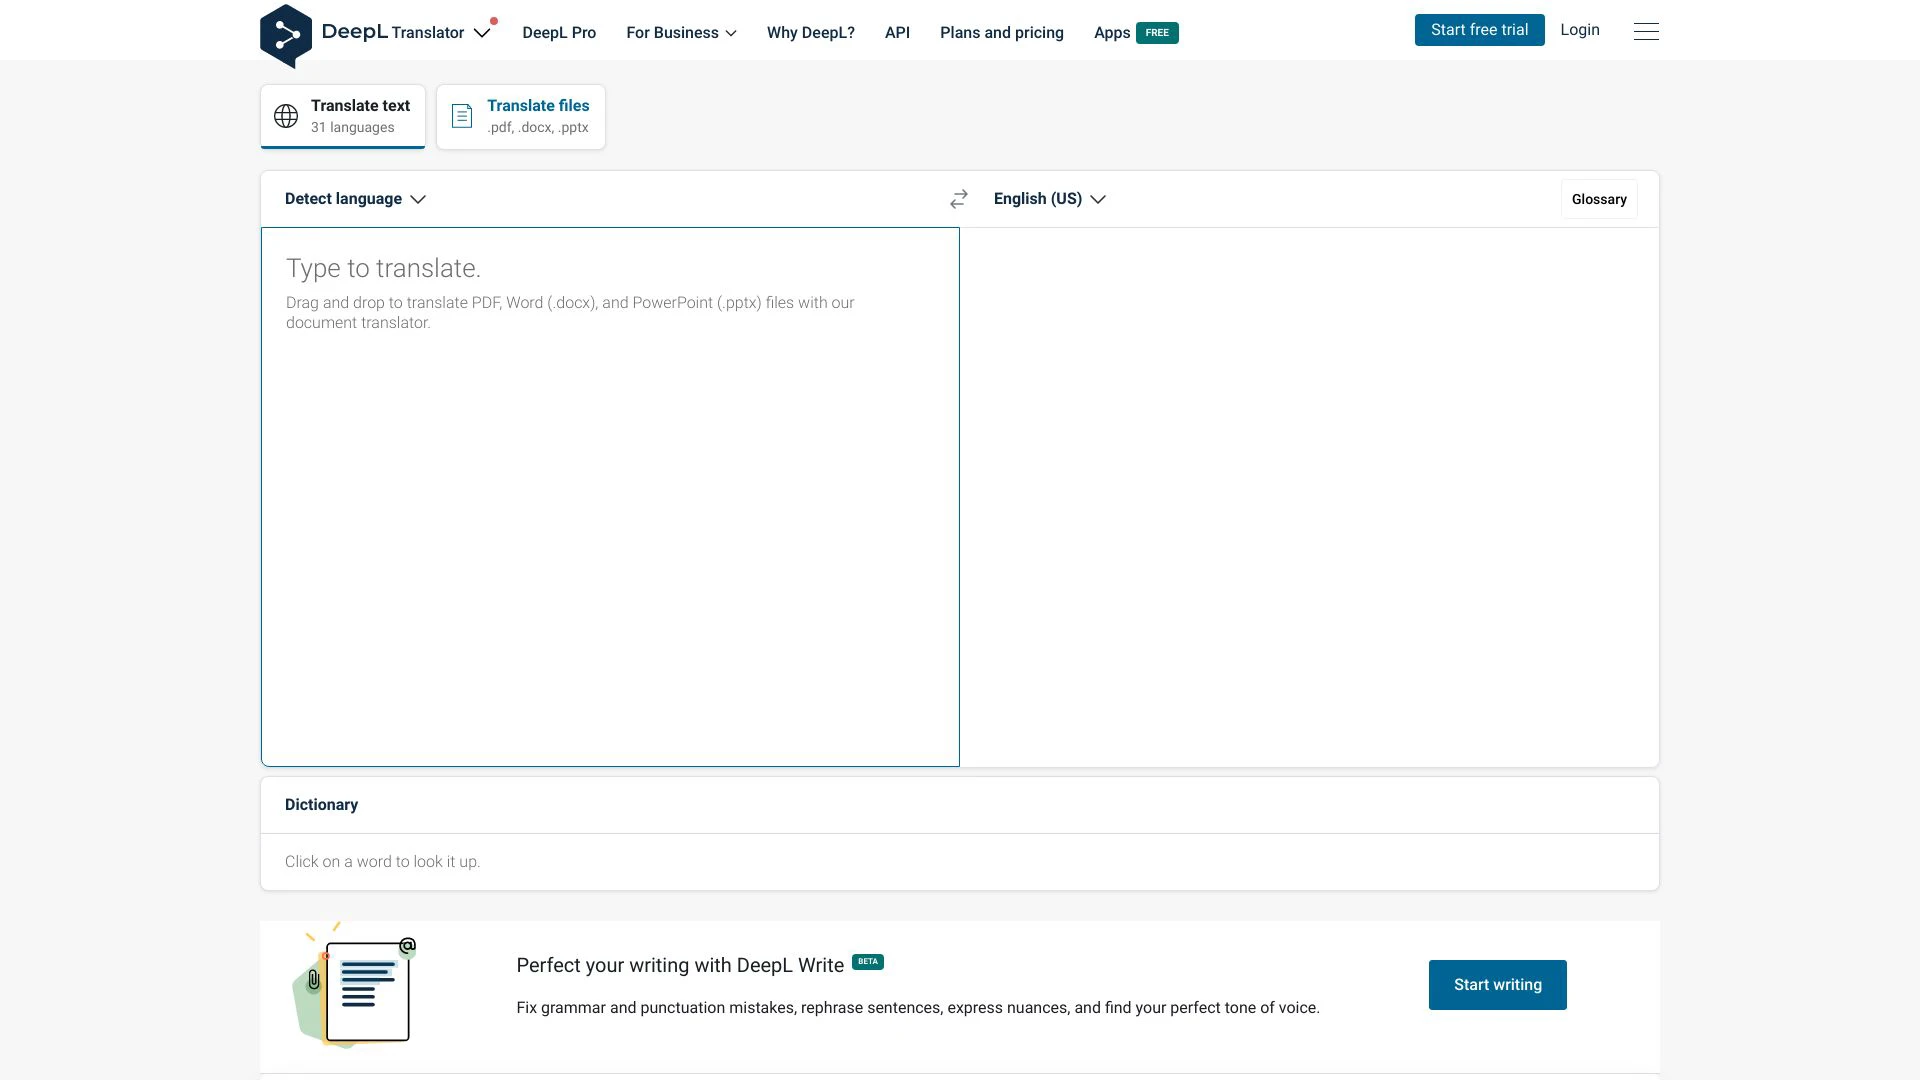 DeepL Translator DeepL Pro For Business Why DeepL? API Plans and pricing Apps FREE Start free trial Login
Translate text Translate files
31 languages .pdf, .docx, .pptx
Detect language English (US) Glossary
Type to translate.
Drag and drop to translate PDF, Word (.docx), and PowerPoint (.pptx) files with our
document translator.
Dictionary
Click on a word to look it up.
@
Perfect your writing with DeepL Write BETA
Start writing
Fix grammar and punctuation mistakes, rephrase sentences, express nuances, and find your perfect tone of voice.